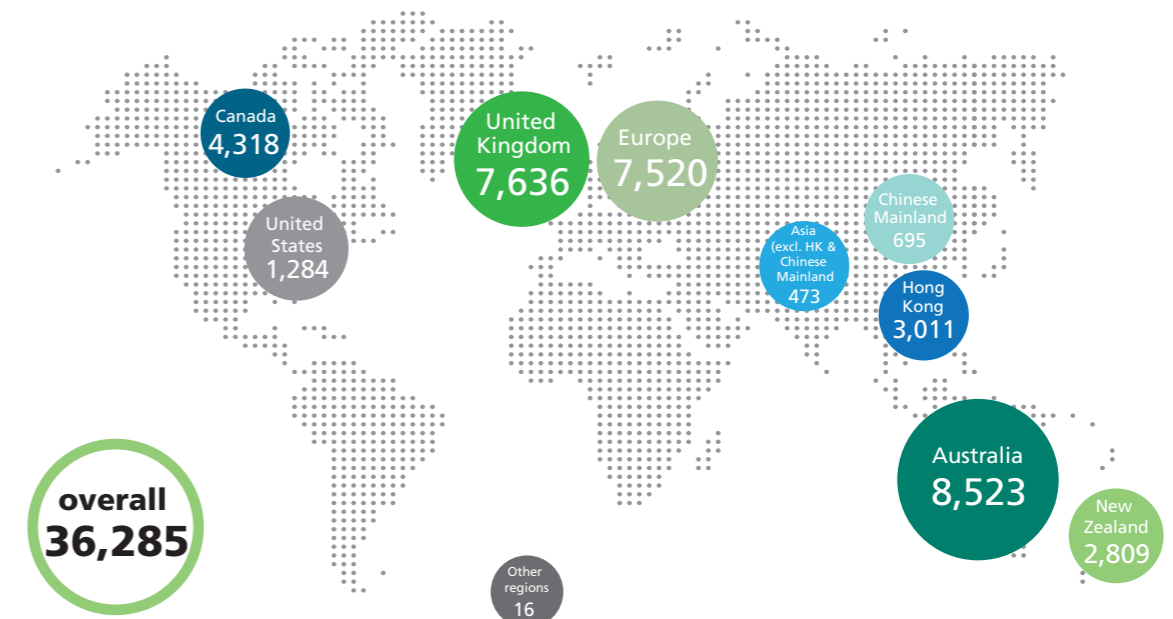 Canada
4,318
United
States
1,284
United
Kingdom
7,636
Europe
7,520
Asia
(excl. HK &
Chinese
Mainland
473
Chinese
Mainland
695
Hong
Kong
3,011
Australia
8,523
New
Zealand
2,809
overall
36,285
Other
regions
16